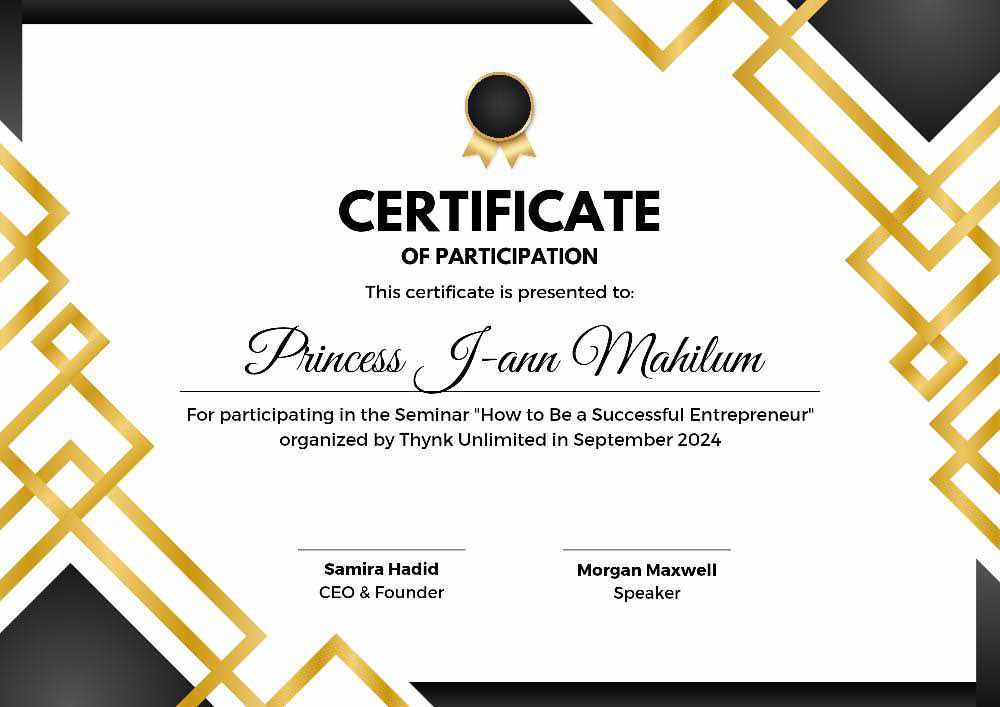 CERTIFICATE
OF PARTICIPATION
This certificate is presented to:
Princess J-ann Mahilum
For participating in the Seminar "How to Be a Successful Entrepreneur"
organized by Thynk Unlimited in September 2024
Samira Hadid
CEO & Founder
Morgan Maxwell
Speaker